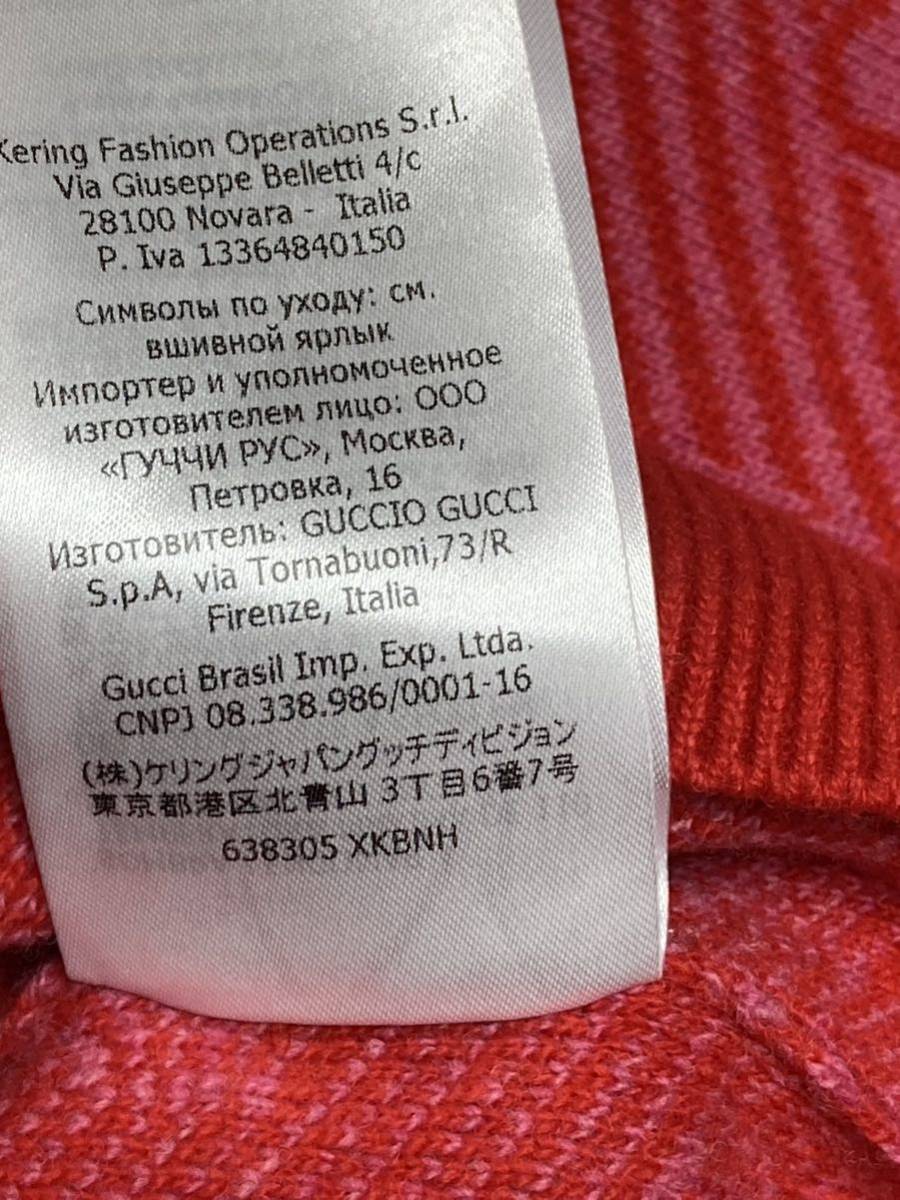 Kering Fashion Operations S.r.l.
Via Giuseppe Belletti 4/c
28100 Novara - Italia
P. Iva 13364840150
Символы по уходу: см.
вшивной ярлык
Импортер и уполномоченное
изготовителем лицо: ООО
«ГУЧЧИ РУС», Москва,
Петровка, 16
Изготовитель: GUCCIO GUCCI
S.p.A, via Tornabuoni,73/R
Firenze, Italia
Gucci Brasil Imp. Exp. Ltda.
CNPJ 08.338.986/0001-16
(株)ケリングジャパングッチディビジョン
東京都港区北青山 3丁目6番7号
638305 XKBNH